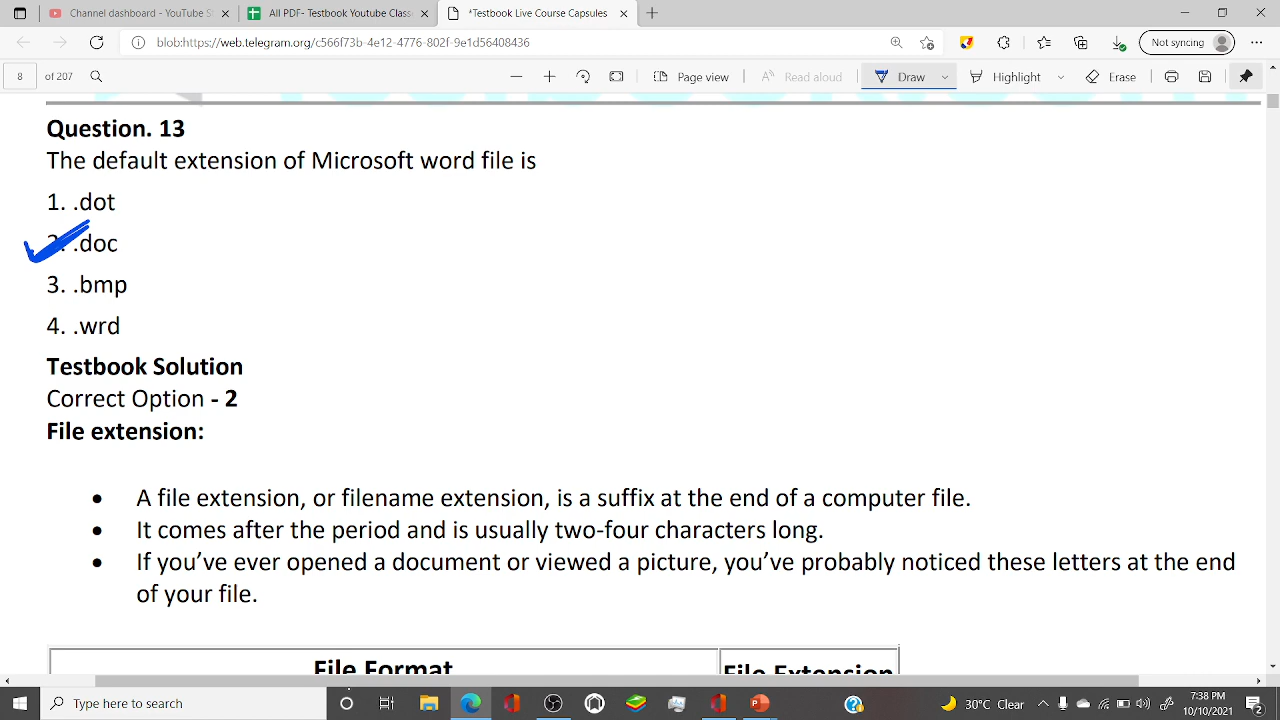 Channel dashboard - YouTube S
All PDF- Testbook Youtube Class
*Testbook Live Course Capsules
blob:https://web.telegram.org/c566f73b-4e12-4776-802f-9e1d56408436
Not syncing
8 of 207
Page view
Read aloud
Draw
Highlight
Erase
Question. 13
The default extension of Microsoft word file is
1. .dot
2. .doc
3. .bmp
4. .wrd
Testbook Solution
Correct Option - 2
File extension:
• A file extension, or filename extension, is a suffix at the end of a computer file.
• It comes after the period and is usually two-four characters long.
• If you’ve ever opened a document or viewed a picture, you’ve probably noticed these letters at the end
of your file.
File Format File Extension
Type here to search
30°C Clear
7:38 PM
10/10/2021